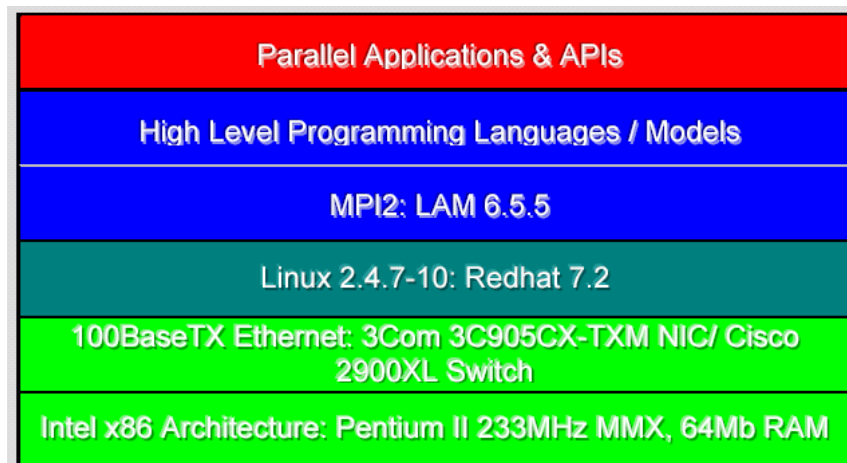 Parallel Applications & APIs
High Level Programming Languages / Models
MPI2: LAM 6.5.5
Linux 2.4.7-10: Redhat 7.2
100BaseTX Ethernet: 3Com 3C905CX-TXM NIC/ Cisco
2900XL Switch
Intel x86 Architecture: Pentium II 233MHz MMX, 64Mb RAM